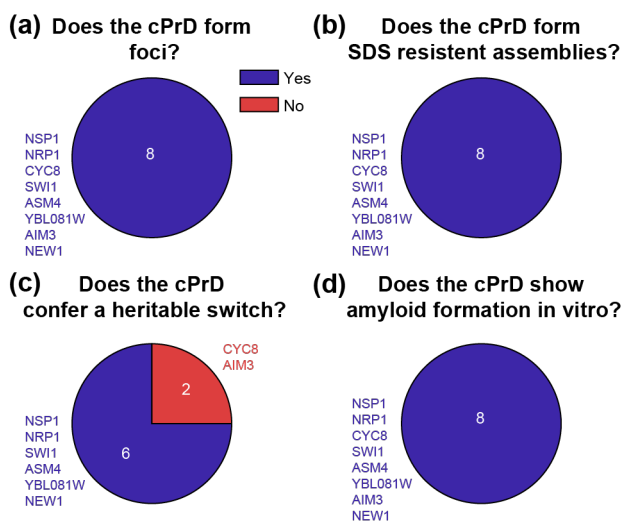 (a) Does the cPrD form
foci?
Yes
No
NSP1
NRP1
CYC8
SWI1
ASM4
YBL081W
AIM3
NEW1
8
(b) Does the cPrD form
SDS resistent assemblies?
NSP1
NRP1
CYC8
SWI1
ASM4
YBL081W
AIM3
NEW1
8
(c) Does the cPrD
confer a heritable switch?
CYC8
AIM3
2
6
NSP1
NRP1
SWI1
ASM4
YBL081W
NEW1
(d) Does the cPrD show
amyloid formation in vitro?
NSP1
NRP1
CYC8
SWI1
ASM4
YBL081W
AIM3
NEW1
8